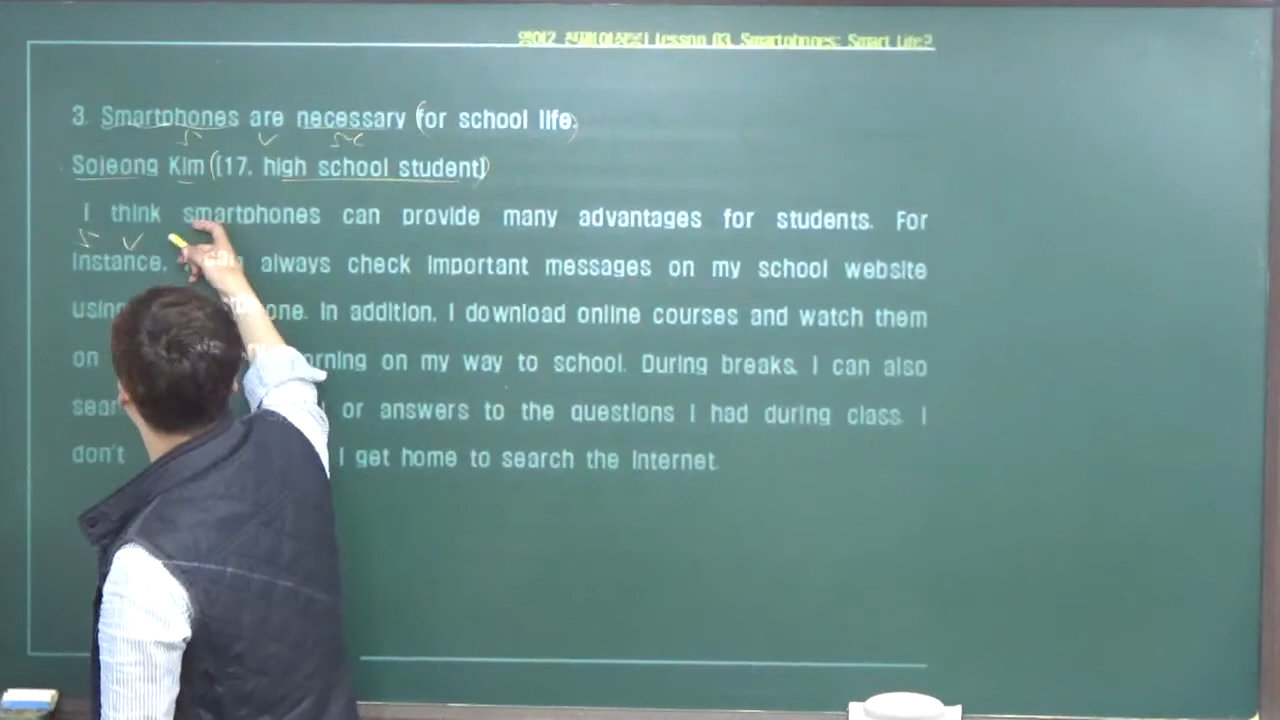 lesson 03. Smartphones: Smart Life?
3. Smartphones are necessary (for school life.)
S V S·C
Sojeong Kim ([17, high school student])
I think smartphones can provide many advantages for students. For
S V
instance, can always check important messages on my school website
using In addition, I download online courses and watch them
on on my way to school. During breaks, I can also
or answers to the questions I had during class. I
don't I get home to search the Internet.